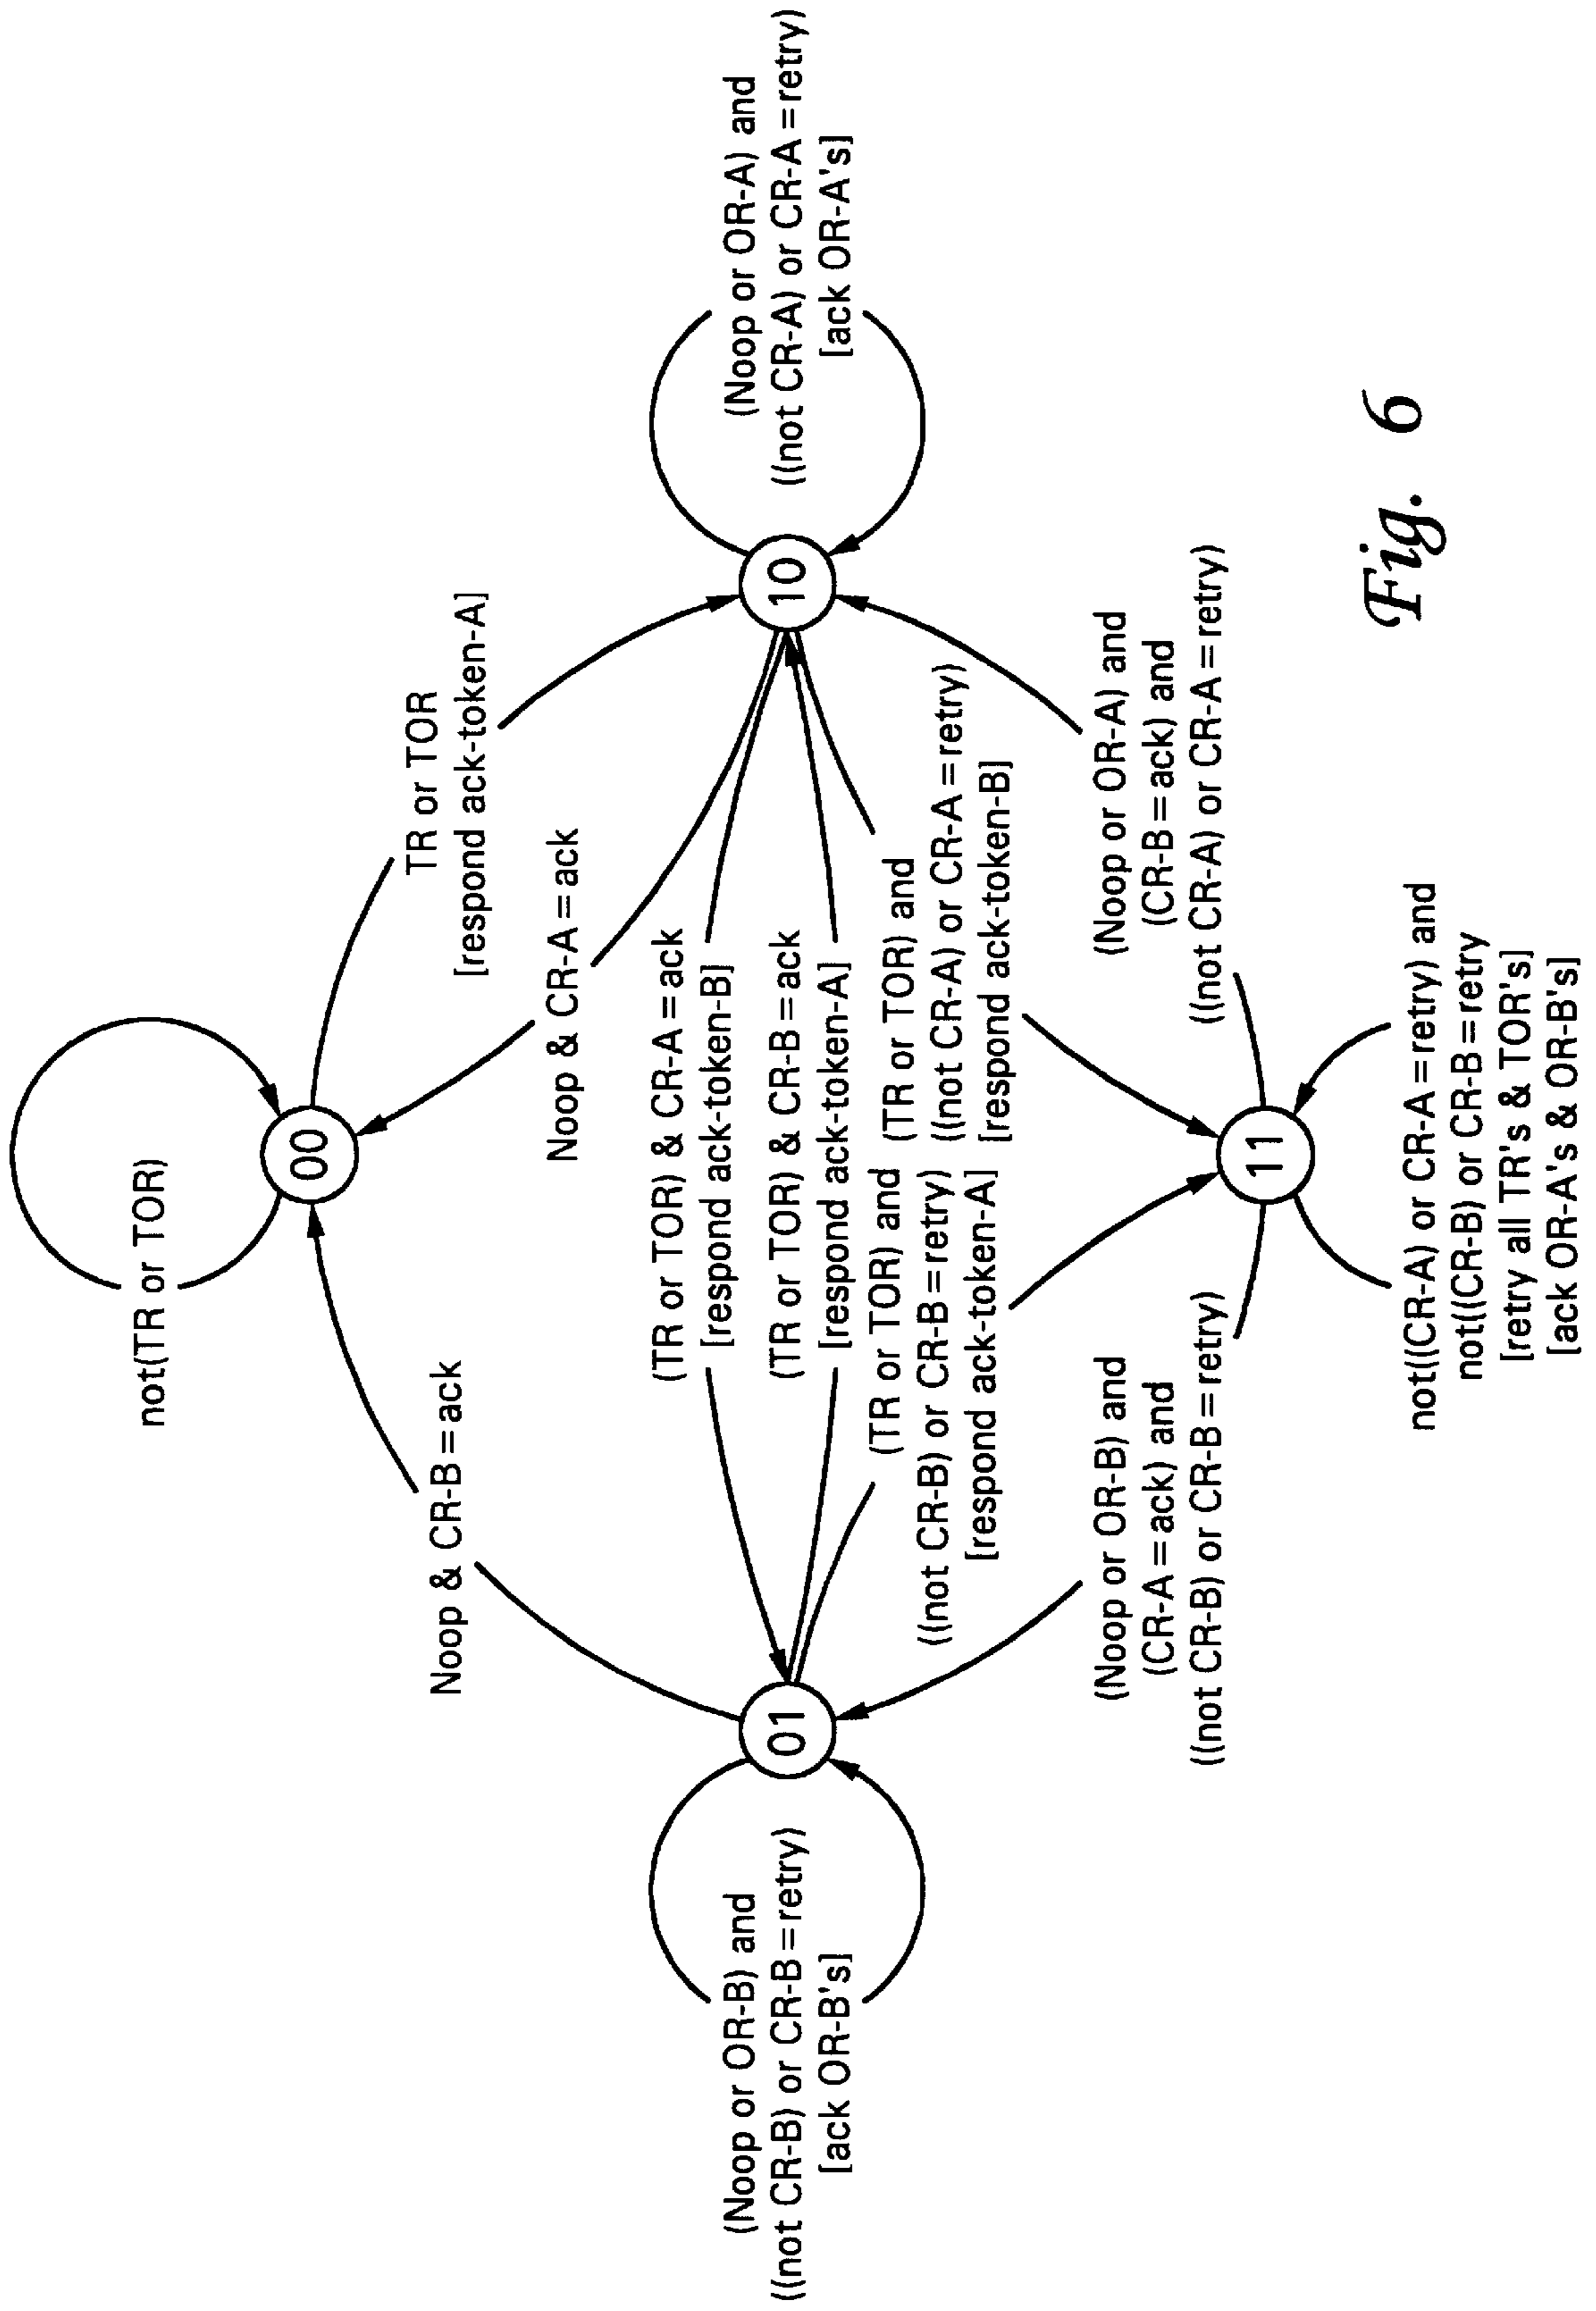 not(TR or TOR)
00
TR or TOR
[respond ack-token-A]
Noop & CR-B=ack
Noop & CR-A=ack
(TR or TOR) & CR-A=ack
[respond ack-token-B]
(TR or TOR) & CR-B=ack
[respond ack-token-A]
(Noop or OR-B) and
((not CR-B) or CR-B=retry)
[ack OR-B's]
01
10
(Noop or OR-A) and
((not CR-A) or CR-A=retry)
[ack OR-A's]
(TR or TOR) and
((not CR-B) or CR-B=retry)
[respond ack-token-A]
(TR or TOR) and
((not CR-A) or CR-A=retry)
[respond ack-token-B]
(Noop or OR-B) and
(CR-A=ack) and
((not CR-B) or CR-B=retry)
(Noop or OR-A) and
(CR-B=ack) and
((not CR-A) or CR-A=retry)
11
not((CR-A) or CR-A=retry) and
not((CR-B) or CR-B=retry
[retry all TR's & TOR's]
[ack OR-A's & OR-B's]
Fig. 6